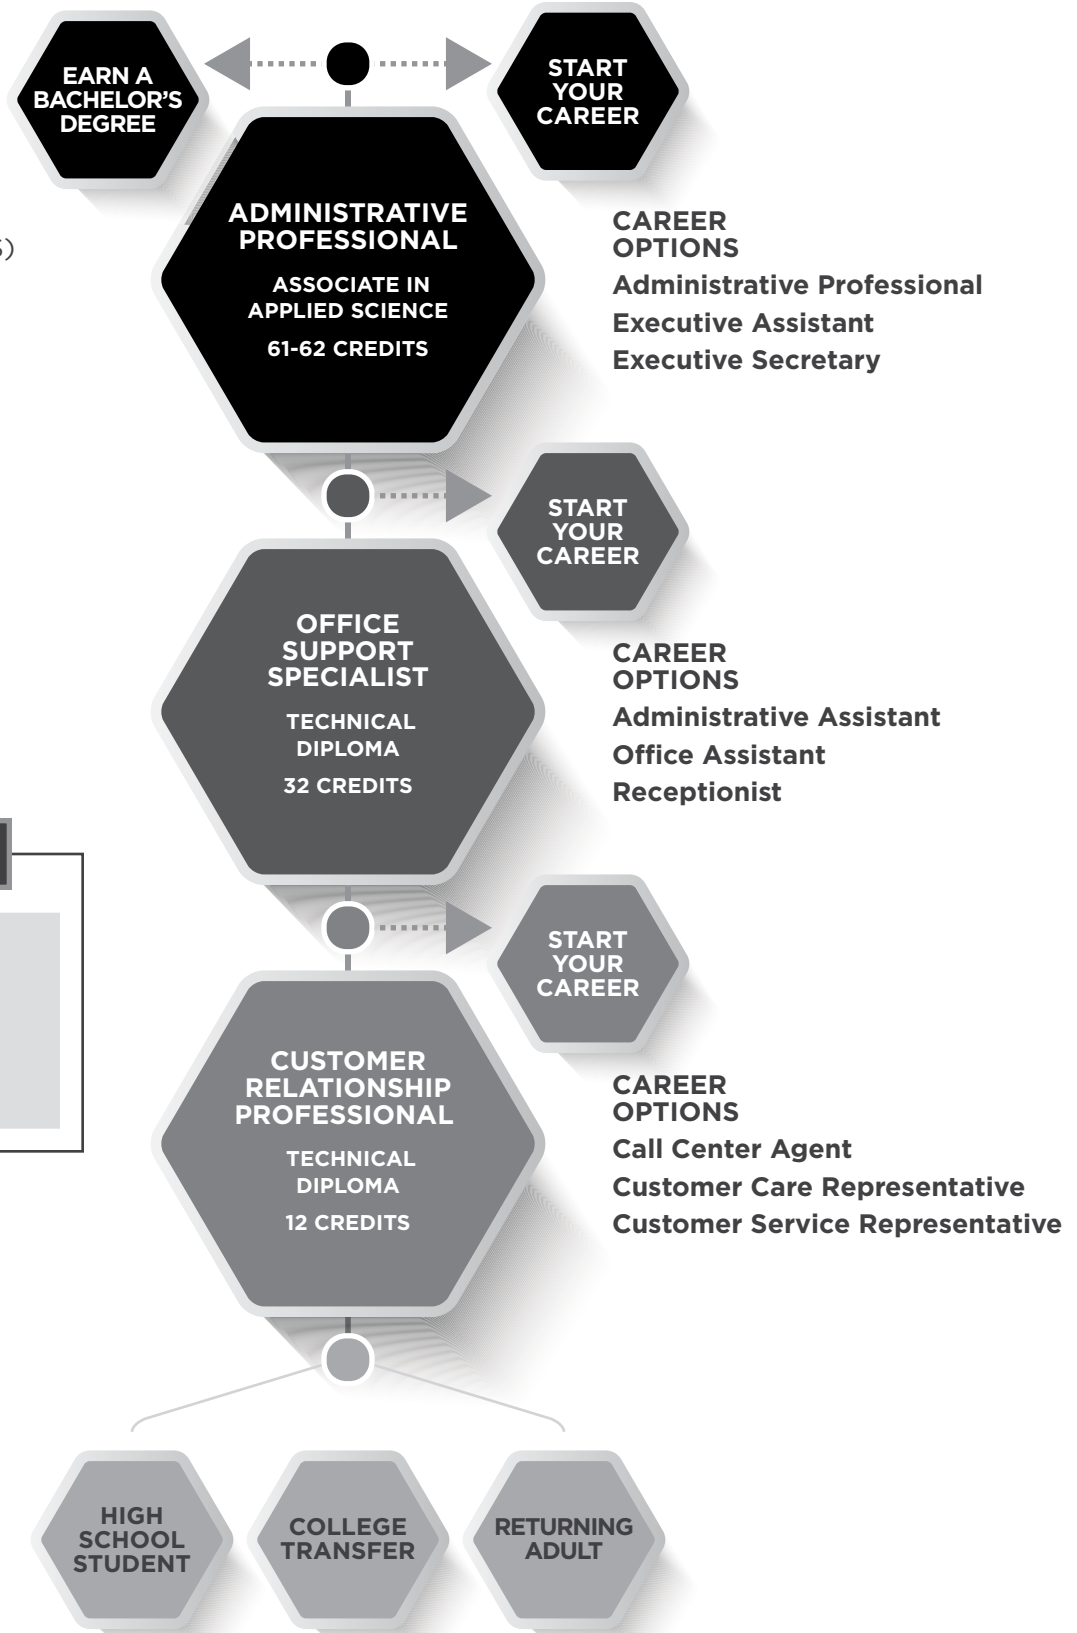 EARN A
BACHELOR'S
DEGREE
START
YOUR
CAREER
ADMINISTRATIVE
PROFESSIONAL
ASSOCIATE IN
APPLIED SCIENCE
61-62 CREDITS
S)
CAREER
OPTIONS
Administrative Professional
Executive Assistant
Executive Secretary
START
YOUR
CAREER
OFFICE
SUPPORT
SPECIALIST
TECHNICAL
DIPLOMA
32 CREDITS
CAREER
OPTIONS
Administrative Assistant
Office Assistant
Receptionist
START
YOUR
CAREER
CUSTOMER
RELATIONSHIP
PROFESSIONAL
TECHNICAL
DIPLOMA
12 CREDITS
CAREER
OPTIONS
Call Center Agent
Customer Care Representative
Customer Service Representative
HIGH
SCHOOL
STUDENT
COLLEGE
TRANSFER
RETURNING
ADULT